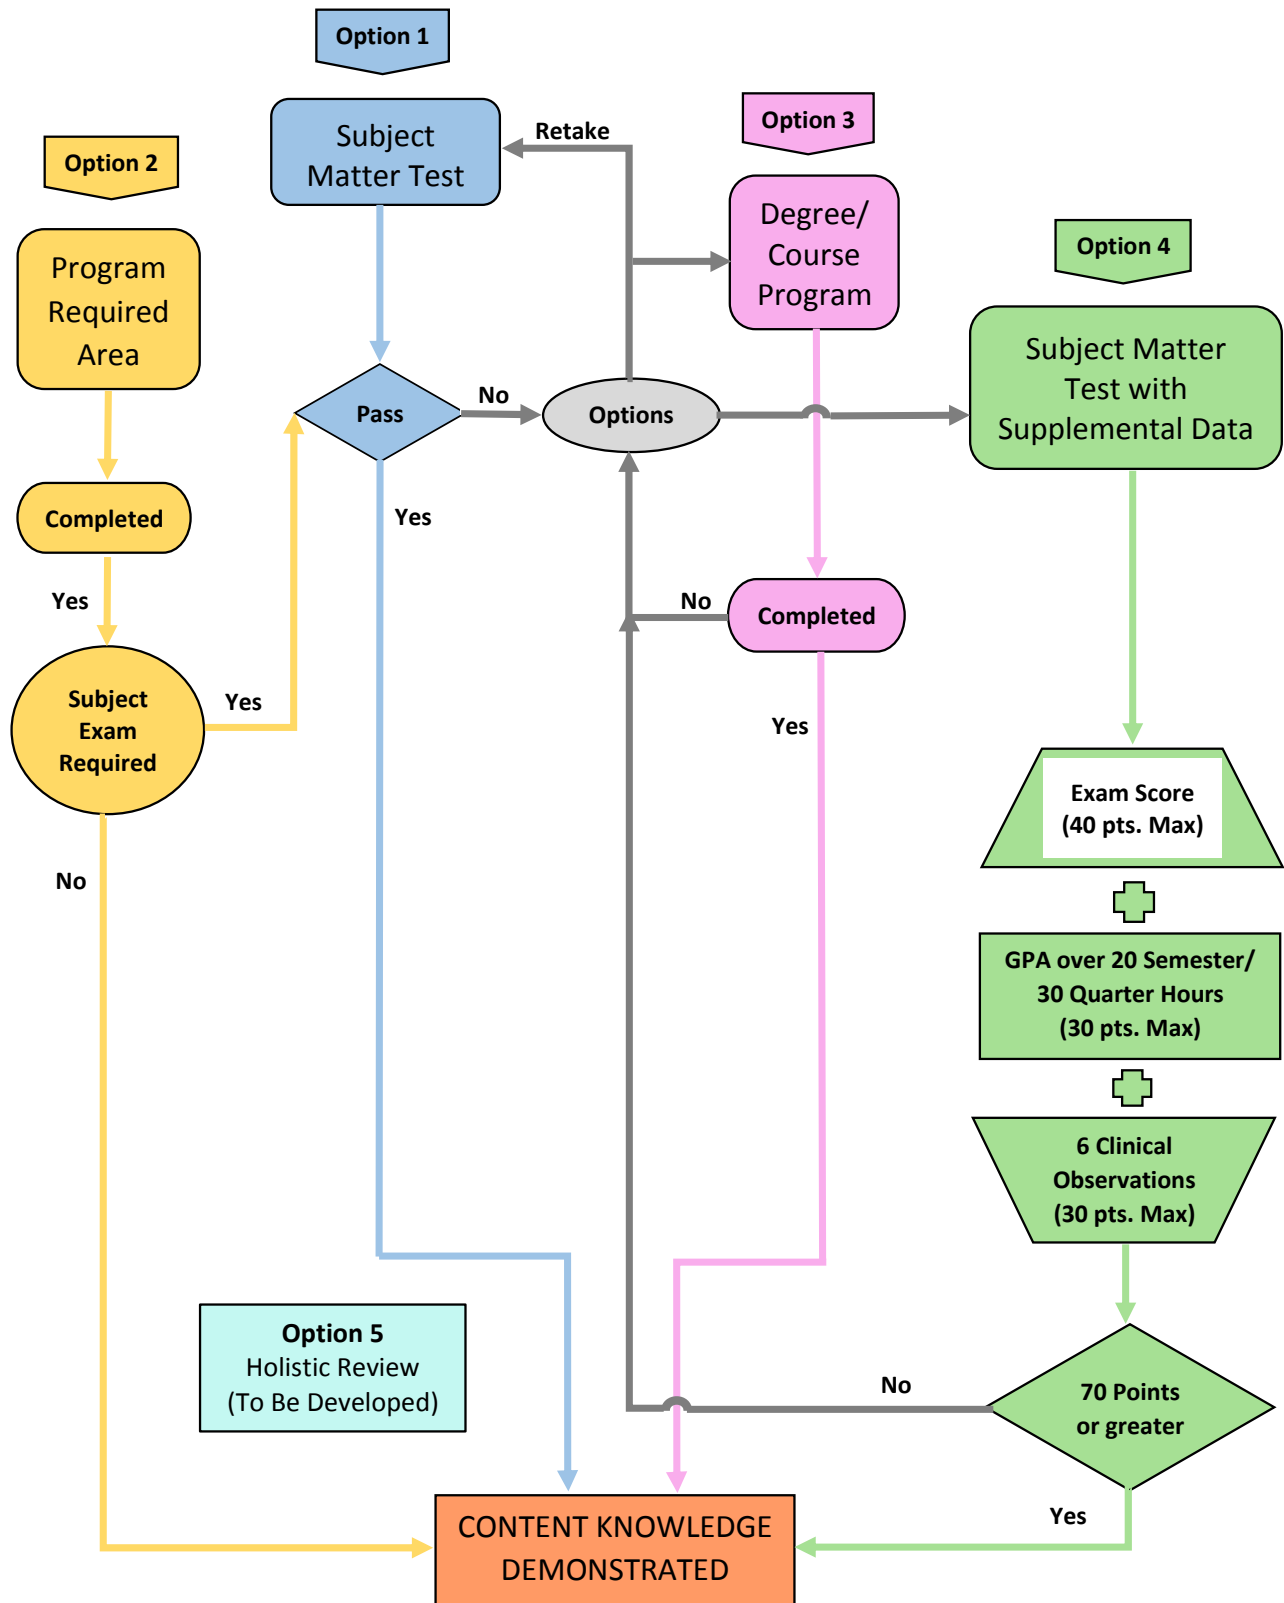 Option 1
Subject
Matter Test
Retake
Option 3
Option 2
Degree/
Course
Program
Option 4
Program
Required
Area
Subject Matter
Test with
Supplemental Data
Pass
No
Options
Completed
Yes
Yes
No
Completed
Subject
Exam
Required
Yes
Yes
Exam Score
(40 pts. Max)
No
GPA over 20 Semester/
30 Quarter Hours
(30 pts. Max)
6 Clinical
Observations
(30 pts. Max)
Option 5
Holistic Review
(To Be Developed)
No
70 Points
or greater
Yes
CONTENT KNOWLEDGE
DEMONSTRATED